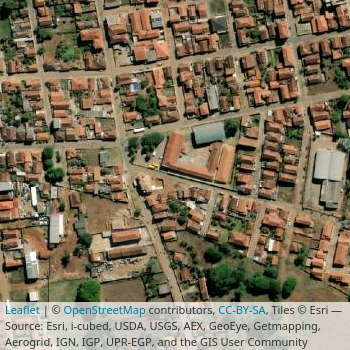 Leaflet | © OpenStreetMap contributors, CC-BY-SA, Tiles © Esri —
Source: Esri, i-cubed, USDA, USGS, AEX, GeoEye, Getmapping,
Aerogrid, IGN, IGP, UPR-EGP, and the GIS User Community